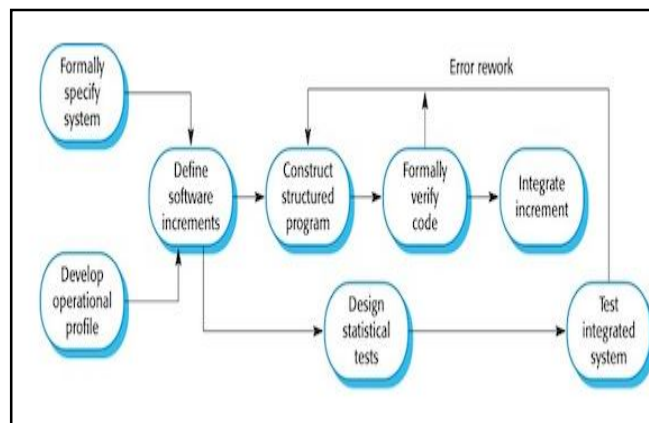 Formally
specify
system
Error rework
Define
software
increments
Construct
structured
program
Formally
verify
code
Integrate
increment
Develop
operational
profile
Design
statistical
tests
Test
integrated
system